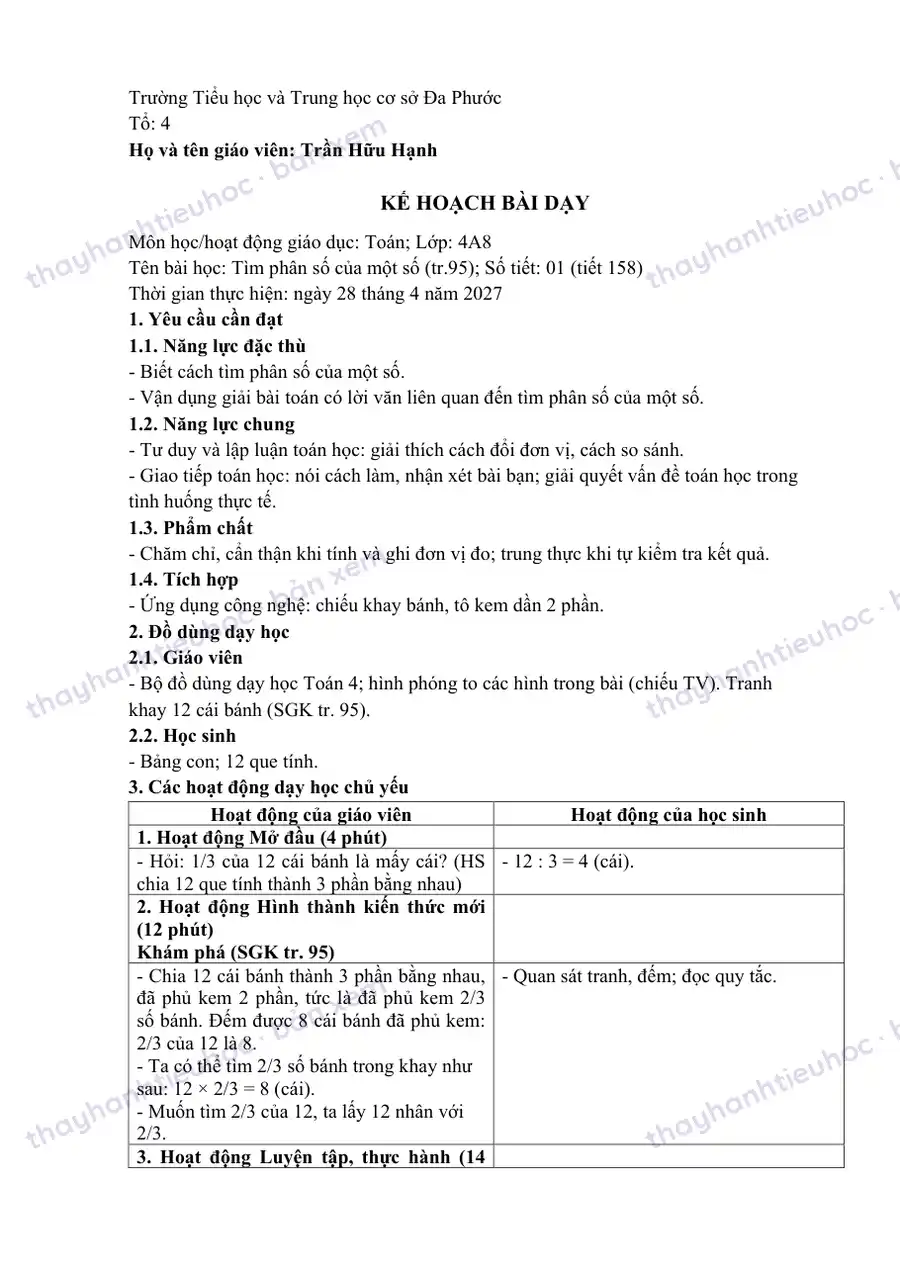 Trường Tiểu học và Trung học cơ sở Đa Phước
Tổ: 4
Họ và tên giáo viên: Trần Hữu Hạnh
KẾ HOẠCH BÀI DẠY
Môn học/hoạt động giáo dục: Toán; Lớp: 4A8
Tên bài học: Tìm phân số của một số (tr.95); Số tiết: 01 (tiết 158)
Thời gian thực hiện: ngày 28 tháng 4 năm 2027
1. Yêu cầu cần đạt
1.1. Năng lực đặc thù
- Biết cách tìm phân số của một số.
- Vận dụng giải bài toán có lời văn liên quan đến tìm phân số của một số.
1.2. Năng lực chung
- Tư duy và lập luận toán học: giải thích cách đổi đơn vị, cách so sánh.
- Giao tiếp toán học: nói cách làm, nhận xét bài bạn; giải quyết vấn đề toán học trong
tình huống thực tế.
1.3. Phẩm chất
- Chăm chỉ, cẩn thận khi tính và ghi đơn vị đo; trung thực khi tự kiểm tra kết quả.
1.4. Tích hợp
- Ứng dụng công nghệ: chiếu khay bánh, tô kem dần 2 phần.
2. Đồ dùng dạy học
2.1. Giáo viên
- Bộ đồ dùng dạy học Toán 4; hình phóng to các hình trong bài (chiếu TV). Tranh
khay 12 cái bánh (SGK tr. 95).
2.2. Học sinh
- Bảng con; 12 que tính.
3. Các hoạt động dạy học chủ yếu
Hoạt động của giáo viên
Hoạt động của học sinh
1. Hoạt động Mở đầu (4 phút)
- Hỏi: 1/3 của 12 cái bánh là mấy cái? (HS
chia 12 que tính thành 3 phần bằng nhau)
- 12 : 3 = 4 (cái).
2. Hoạt động Hình thành kiến thức mới
(12 phút)
Khám phá (SGK tr. 95)
- Chia 12 cái bánh thành 3 phần bằng nhau,
đã phủ kem 2 phần, tức là đã phủ kem 2/3
số bánh. Đếm được 8 cái bánh đã phủ kem:
2/3 của 12 là 8.
- Ta có thể tìm 2/3 số bánh trong khay như
sau: 12 × 2/3 = 8 (cái).
- Muốn tìm 2/3 của 12, ta lấy 12 nhân với
2/3.
- Quan sát tranh, đếm; đọc quy tắc.
3. Hoạt động Luyện tập, thực hành (14
thayhanhtieuhoc · bản xem
thayhanhtieuhoc · b
thayhanhtieuhoc · bản xem
thayhanhtieuhoc · b
thayhanhtieuhoc · bản xem
thayhanhtieuhoc · b